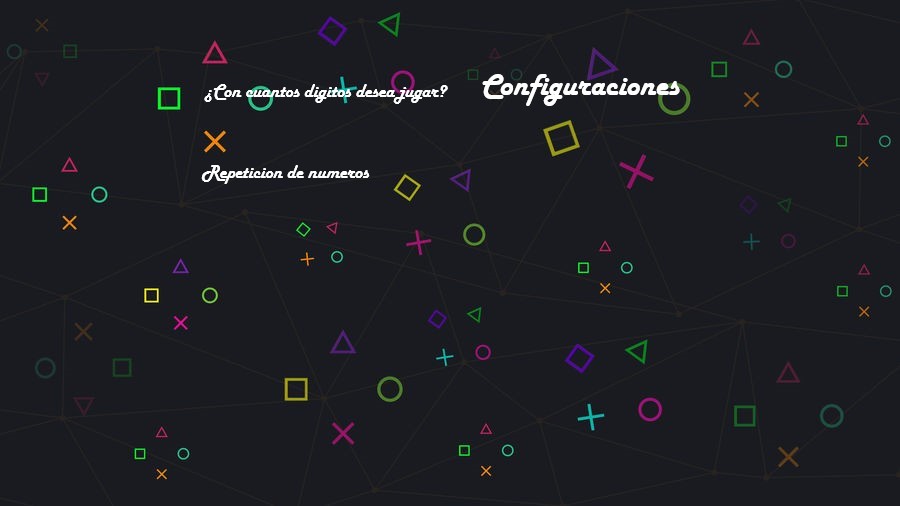 Configuraciones
¿Con cuantos digitos desea jugar?
Repeticion de numeros